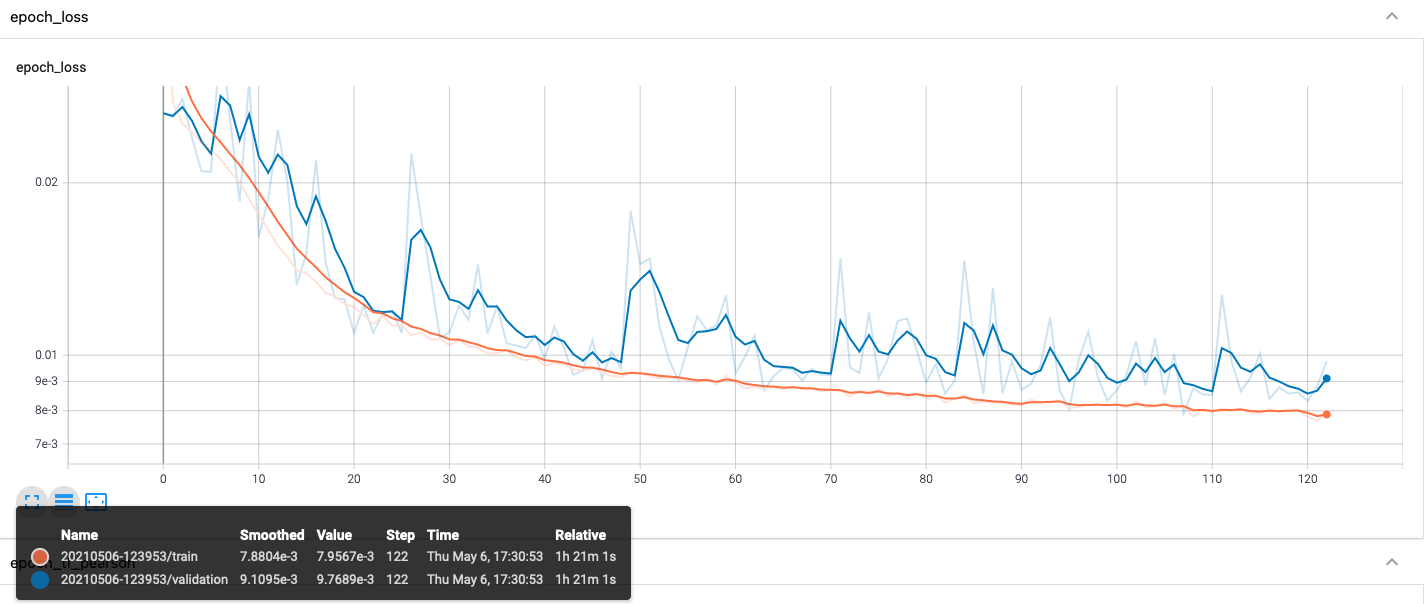 epoch_loss
epoch_loss
0.02
0.01
9e-3
8e-3
7e-3
0 10 20 30 40 50 60 70 80 90 100 110 120
Name Smoothed Value Step Time Relative
20210506-123953/train 7.8804e-3 7.9567e-3 122 Thu May 6, 17:30:53 1h 21m 1s
epoch_tf_pearson
20210506-123953/validation 9.1095e-3 9.7689e-3 122 Thu May 6, 17:30:53 1h 21m 1s